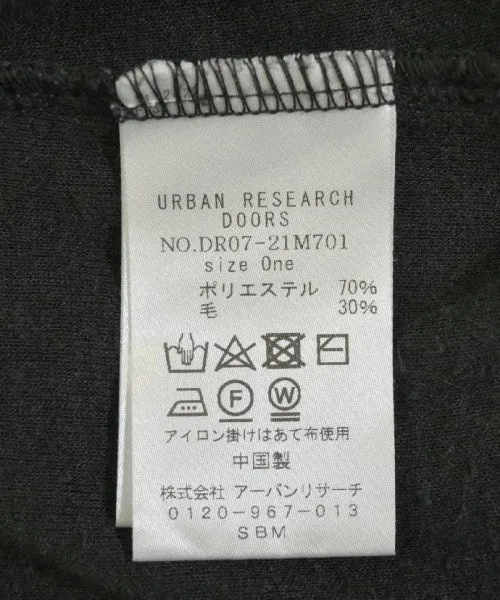 URBAN RESEARCH
DOORS
NO.DR07-21M701
size One
ポリエステル 70%
毛 30%
F W
アイロン掛けはあて布使用
中国製
株式会社 アーバンリサーチ
0120-967-013
SBM